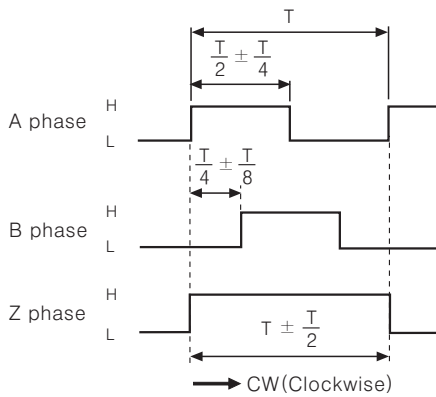 T
T/2 ± T/4
H
A phase
L
T/4 ± T/8
H
B phase
L
H
Z phase
L
T ± T/2
CW(Clockwise)